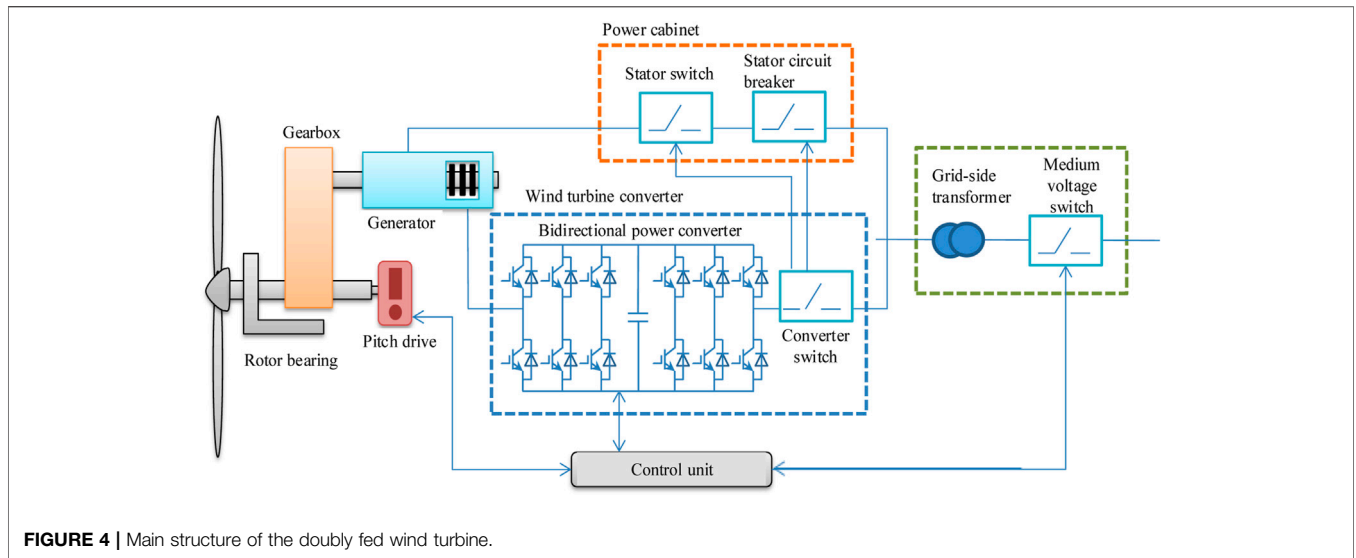 Power cabinet
Stator switch
Stator circuit
breaker
Gearbox
Generator
Wind turbine converter
Bidirectional power converter
Grid-side
transformer
Medium
voltage
switch
Converter
switch
Rotor bearing
Pitch drive
Control unit
FIGURE 4 | Main structure of the doubly fed wind turbine.